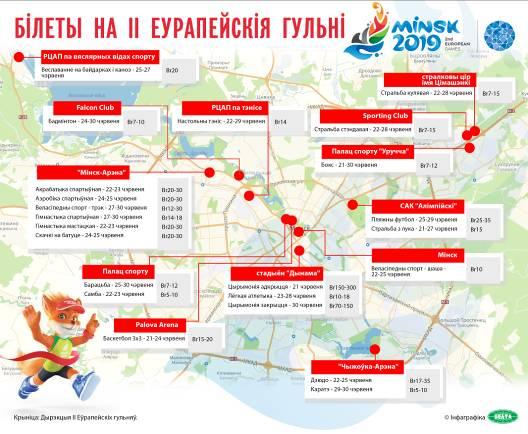 БІЛЕТЫ НА ІІ ЕЎРАПЕЙСКІЯ ГУЛЬНІ
MINSK
2019
2nd
EUROPEAN
GAMES
РЦАП па вяслярных відах спорту
Веславанне на байдарках і каноэ - 25-27
чэрвеня
Br20
стралковы цір
імя Цімашэнкі
Стральба кулявая - 22-28 чэрвеня
Br7-15
Falcon Club
Бадмінтон - 24-30 чэрвеня
Br7-10
РЦАП па тэнісе
Настольны тэніс - 22-29 чэрвеня
Br14
Sporting Club
Стральба стэндавая - 22-28 чэрвеня
Br7-15
Палац спорту "Уручча"
Бокс - 21-30 чэрвеня
Br7-12
"Мінск-Арэна"
Акрабатыка спартыўная - 22-23 чэрвеня
Br20-30
Аэробіка спартыўная - 24-25 чэрвеня
Br20-30
Веласіпедны спорт - трэк - 27-30 чэрвеня
Br12-30
Гімнастыка спартыўная - 27-30 чэрвеня
Br14-18
Гімнастыка мастацкая - 22-23 чэрвеня
Br20-30
Скачкі на батуце - 24-25 чэрвеня
Br20-30
САК "Алімпійскі"
Пляжны футбол - 25-29 чэрвеня
Br25-35
Стральба з лука - 21-27 чэрвеня
Br15
Мінск
Веласіпедны спорт - шаша -
22-25 чэрвеня
Br10
Палац спорту
Барацьба - 25-30 чэрвеня
Br7-12
Самба - 22-23 чэрвеня
Br5-10
стадыён "Дынама"
Цырымонія адкрыцця - 21 чэрвеня
Br150-300
Лёгкая атлетыка - 23-28 чэрвеня
Br10-18
Цырымонія закрыцця - 30 чэрвеня
Br70-150
Palova Arena
Баскетбол 3х3 - 21-24 чэрвеня
Br15-20
"Чыжоўка-Арэна"
Дзюдо - 22-25 чэрвеня
Br17-35
Каратэ - 29-30 чэрвеня
Br5-10
Крыніца: Дырэкцыя ІІ Еўрапейскіх гульняў.
© Інфаграфіка
БЕЛТА